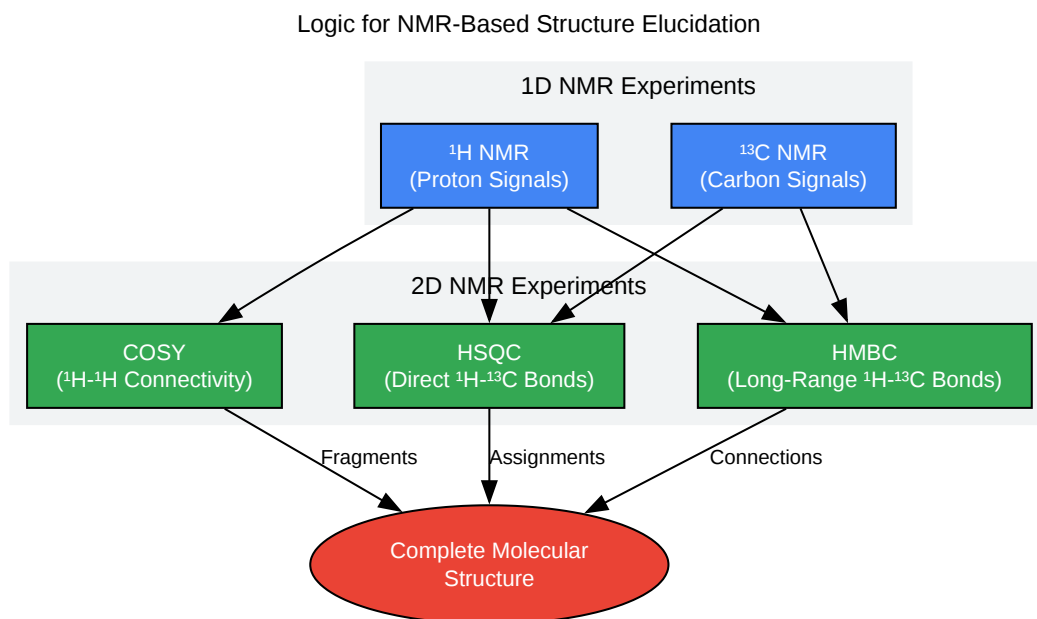 Logic for NMR-Based Structure Elucidation
1D NMR Experiments
¹H NMR
(Proton Signals)
¹³C NMR
(Carbon Signals)
2D NMR Experiments
COSY
(¹H-¹H Connectivity)
HSQC
(Direct ¹H-¹³C Bonds)
HMBC
(Long-Range ¹H-¹³C Bonds)
Fragments
Assignments
Connections
Complete Molecular
Structure